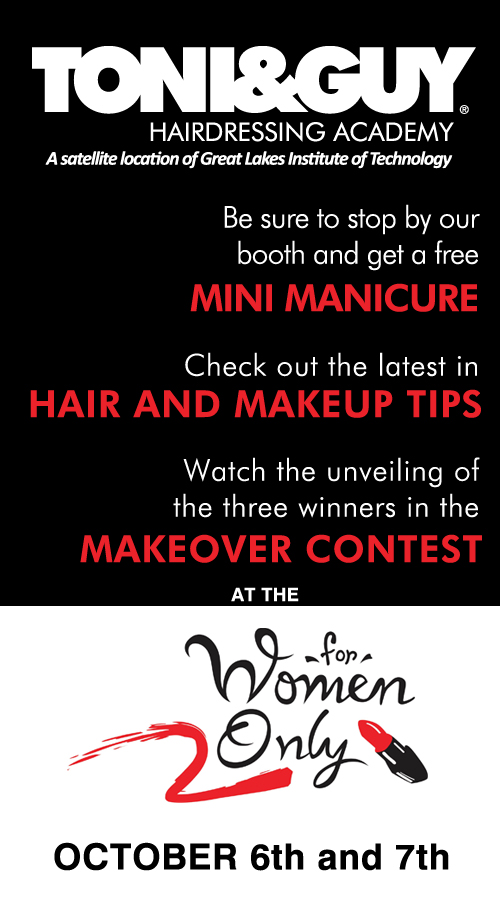 TONI&GUY®
HAIRDRESSING ACADEMY
A satellite location of Great Lakes Institute of Technology
Be sure to stop by our
booth and get a free
MINI MANICURE
Check out the latest in
HAIR AND MAKEUP TIPS
Watch the unveiling of
the three winners in the
MAKEOVER CONTEST
AT THE
for
Women
2 Only
OCTOBER 6th and 7th